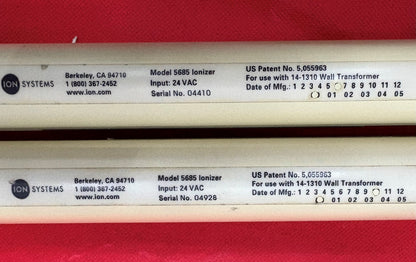 ION SYSTEMS
Berkeley, CA 94710
1 (800) 367-2452
www.ion.com
Model 5685 Ionizer
Input: 24 VAC
Serial No. 04410
US Patent No. 5,055963
For use with 14-1310 Wall Transformer
Date of Mfg.: 1 2 3 4 5 7 8 9 10 11 12
01 02 03 04 05
ION SYSTEMS
Berkeley, CA 94710
1 (800) 367-2452
www.ion.com
Model 5685 Ionizer
Input: 24 VAC
Serial No. 04928
US Patent No. 5,055963
For use with 14-1310 Wall Transformer
Date of Mfg.: 1 2 3 4 5 6 7 8 9 11 12
01 02 03 04 05